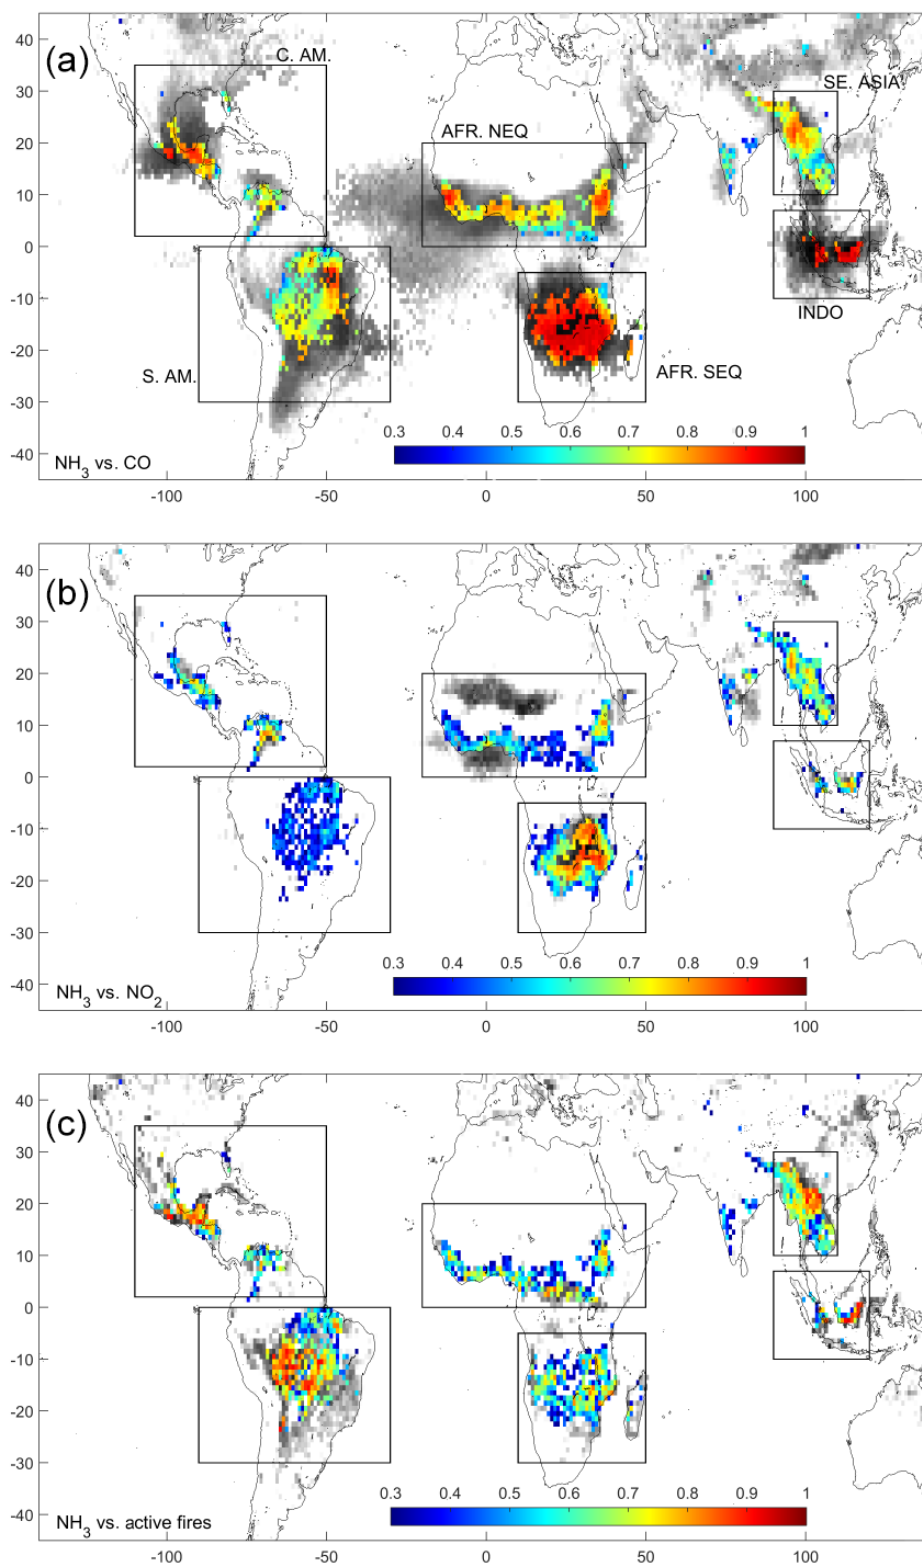 (a)
C. AM.
AFR. NEQ
SE. ASIA
S. AM.
AFR. SEQ
INDO
40
30
20
10
0
-10
-20
-30
-40
0.3 0.4 0.5 0.6 0.7 0.8 0.9 1
NH3 vs. CO
-100 -50 0 50 100
(b)
40
30
20
10
0
-10
-20
-30
-40
0.3 0.4 0.5 0.6 0.7 0.8 0.9 1
NH3 vs. NO2
-100 -50 0 50 100
(c)
40
30
20
10
0
-10
-20
-30
-40
0.3 0.4 0.5 0.6 0.7 0.8 0.9 1
NH3 vs. active fires
-100 -50 0 50 100